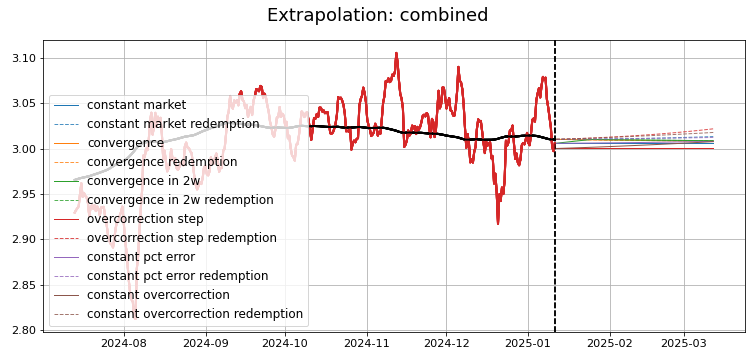 Extrapolation: combined
3.10
3.05
3.00
2.95
2.90
2.85
2.80
constant market
constant market redemption
convergence
convergence redemption
convergence in 2w
convergence in 2w redemption
overcorrection step
overcorrection step redemption
constant pct error
constant pct error redemption
constant overcorrection
constant overcorrection redemption
2024-08 2024-09 2024-10 2024-11 2024-12 2025-01 2025-02 2025-03